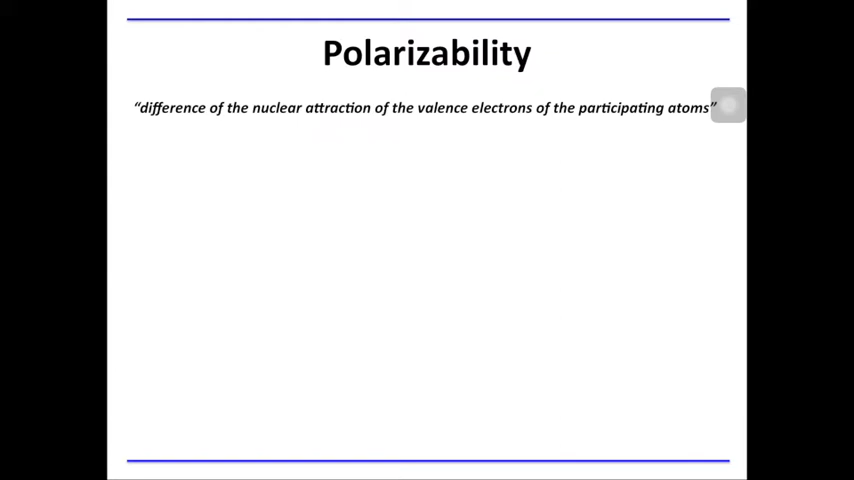 Polarizability
“difference of the nuclear attraction of the valence electrons of the participating atoms”